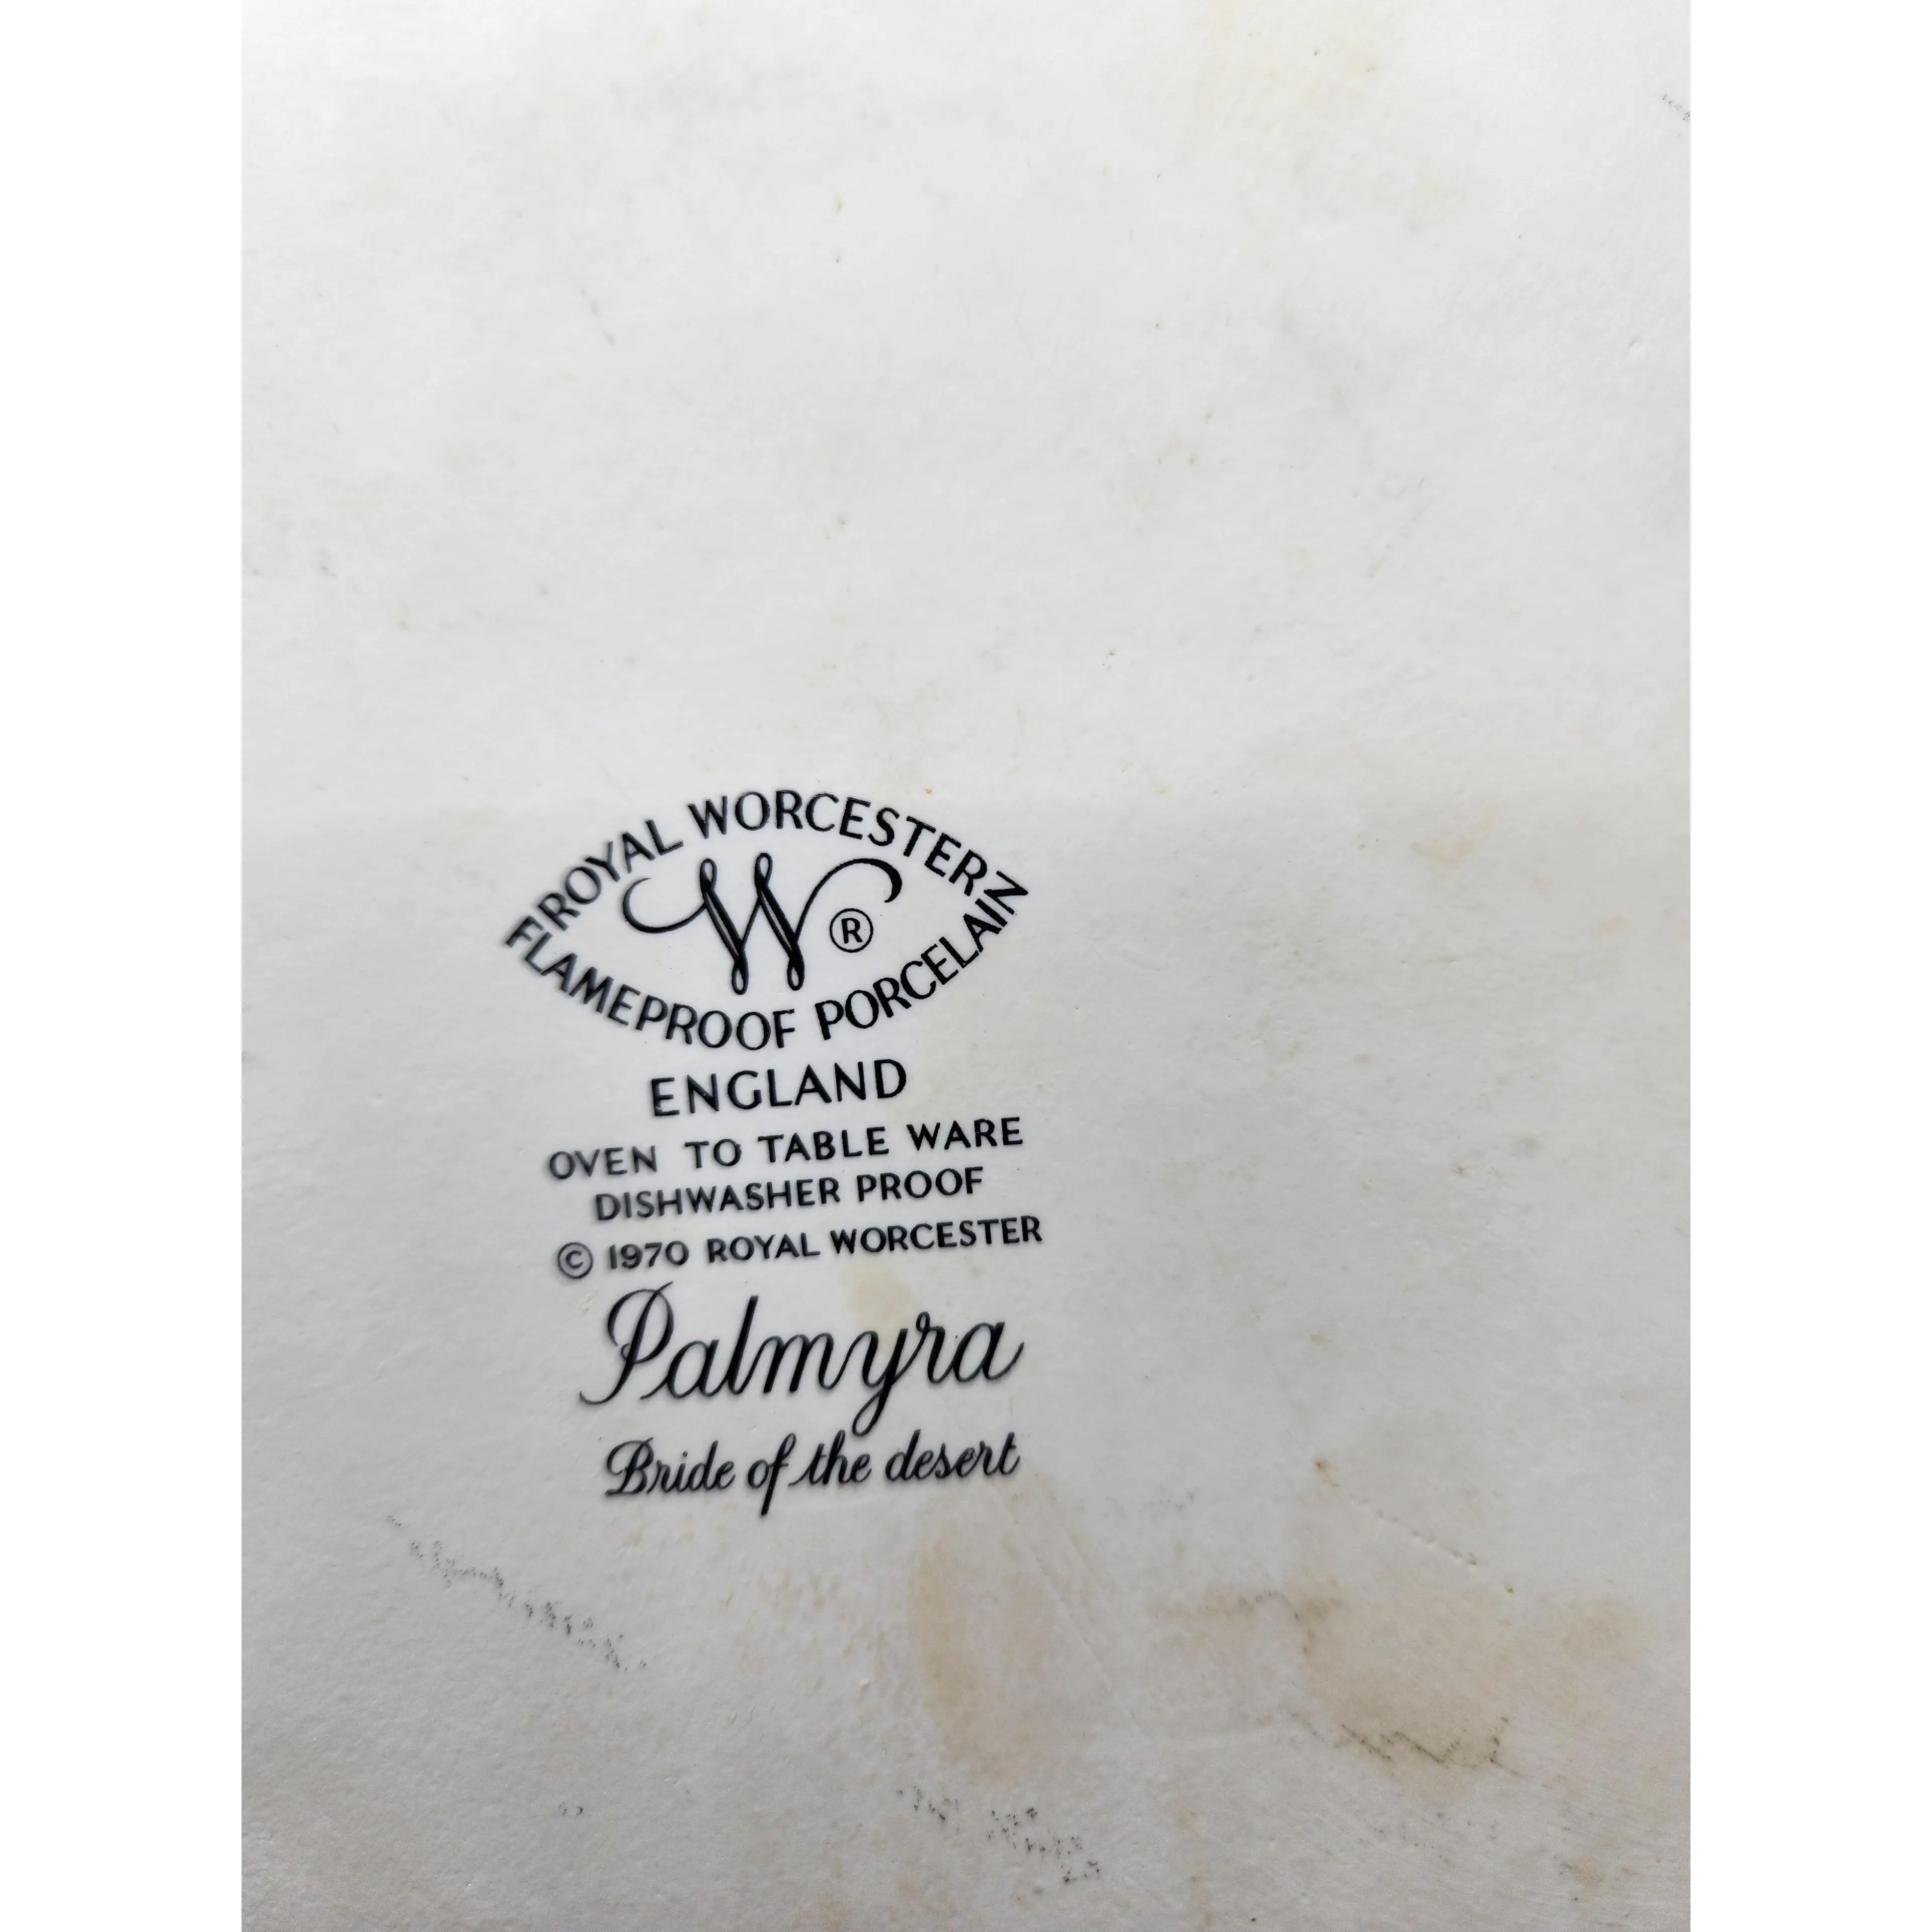 ROYAL WORCESTER
W ®
FLAMEPROOF PORCELAIN
ENGLAND
OVEN TO TABLE WARE
DISHWASHER PROOF
© 1970 ROYAL WORCESTER
Palmyra
Bride of the desert